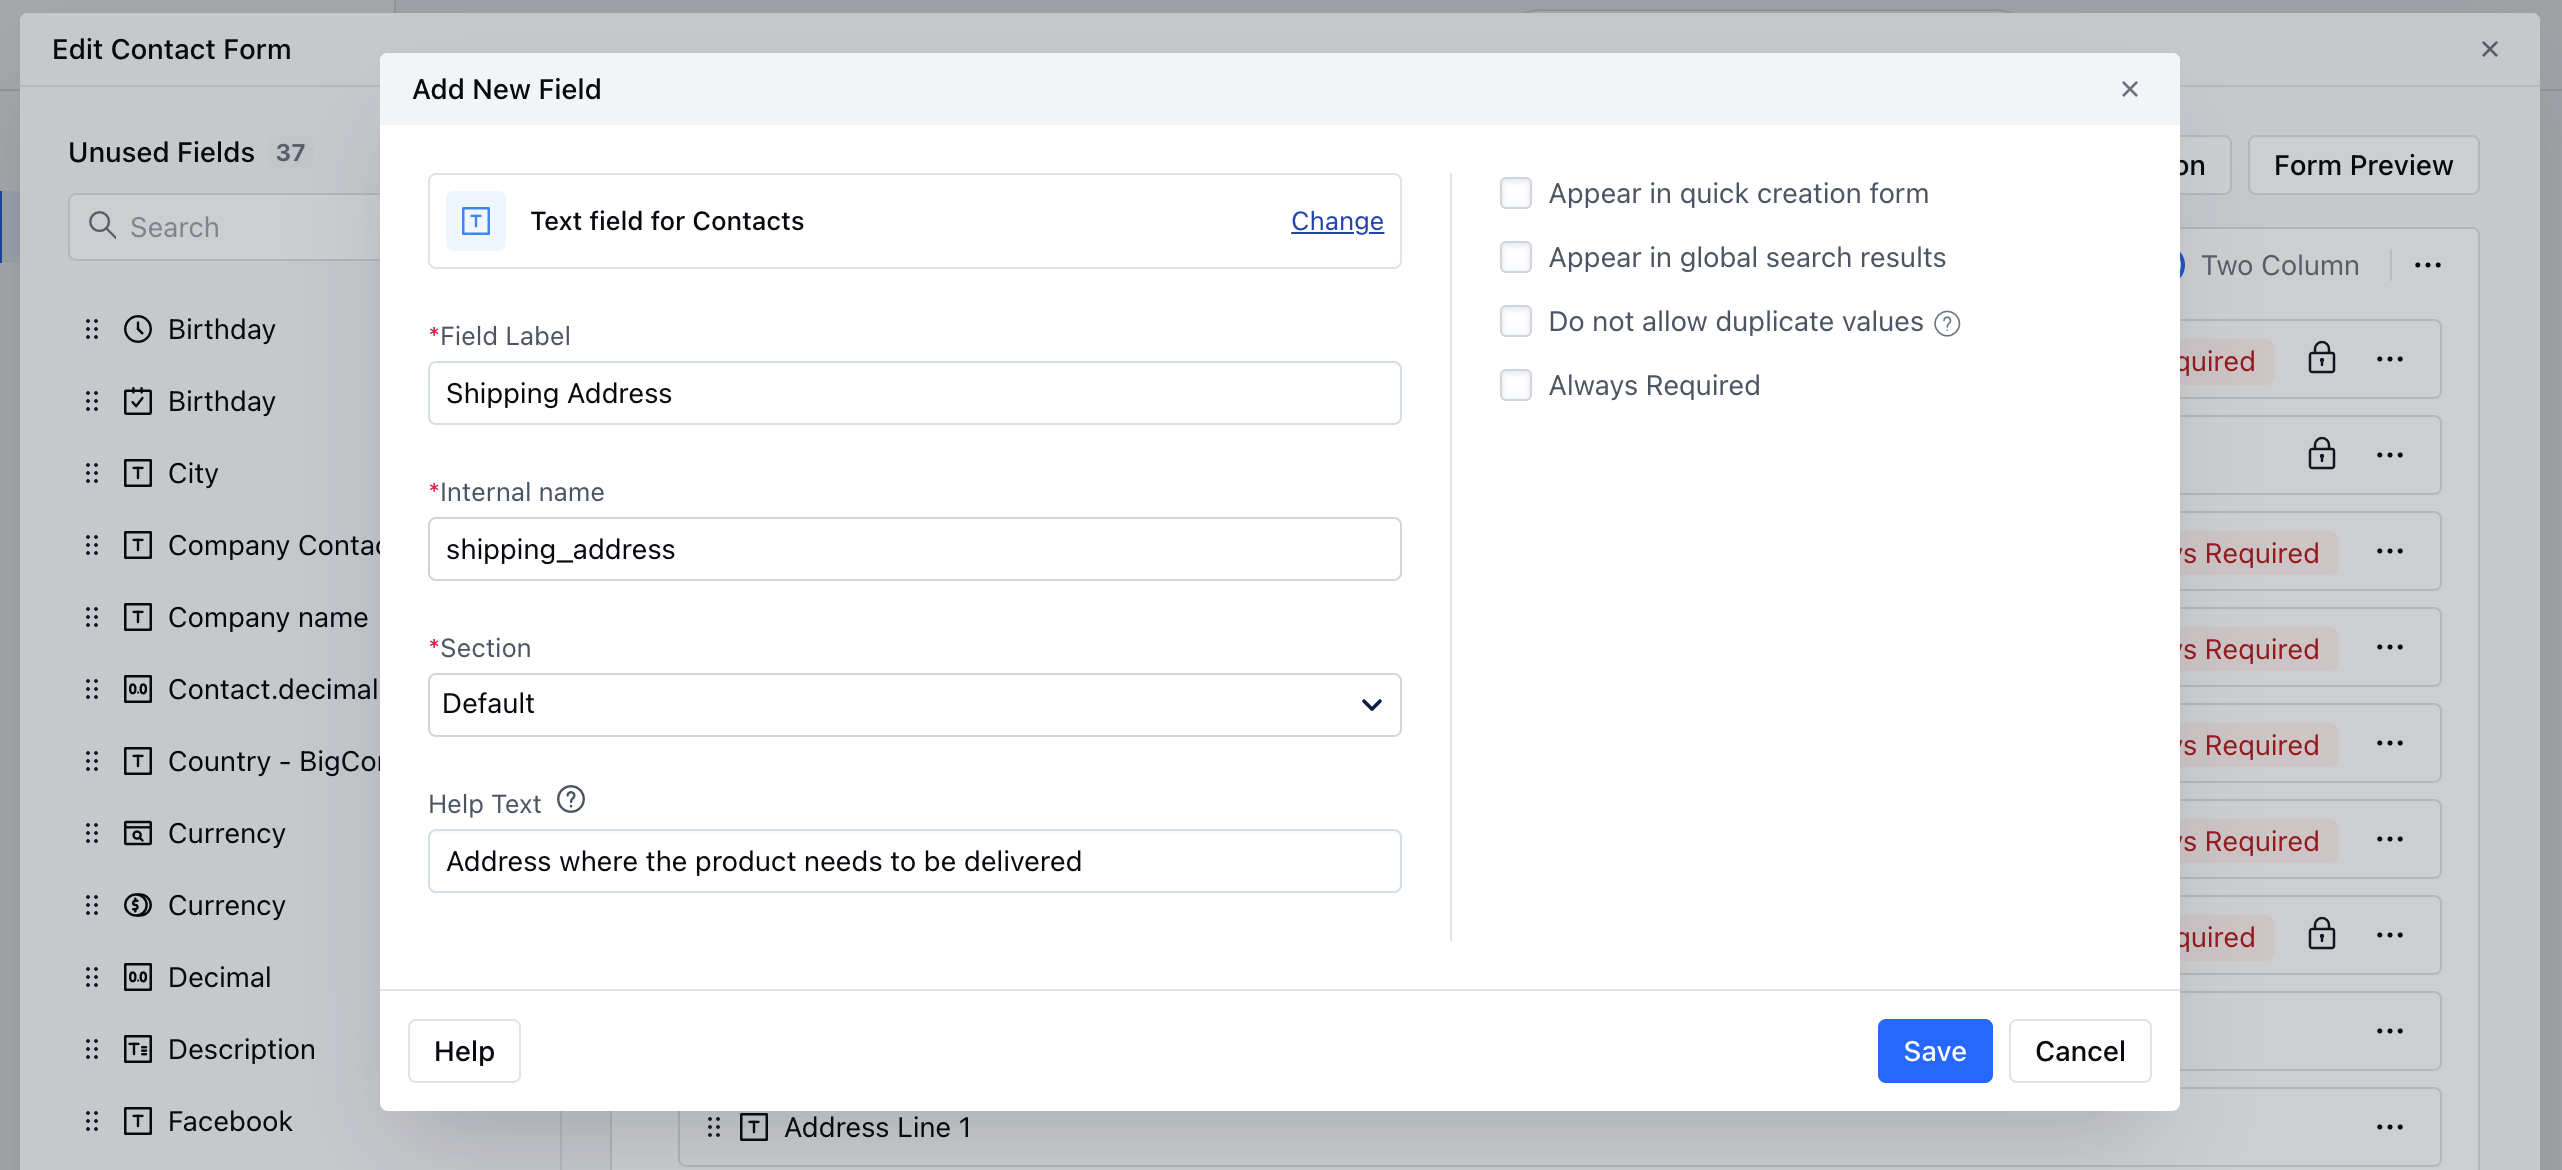 Edit Contact Form
Add New Field
Unused Fields 37
Search
Birthday
Birthday
City
Company Contac
Company name
Contact.decimal
Country - BigCo
Currency
Currency
Decimal
Description
Facebook
Text field for Contacts
Change
*Field Label
Shipping Address
*Internal name
shipping_address
*Section
Default
Help Text
Address where the product needs to be delivered
Appear in quick creation form
Appear in global search results
Do not allow duplicate values
Always Required
Help
Save
Cancel
on
Form Preview
Two Column
quired
s Required
s Required
s Required
s Required
quired
Address Line 1